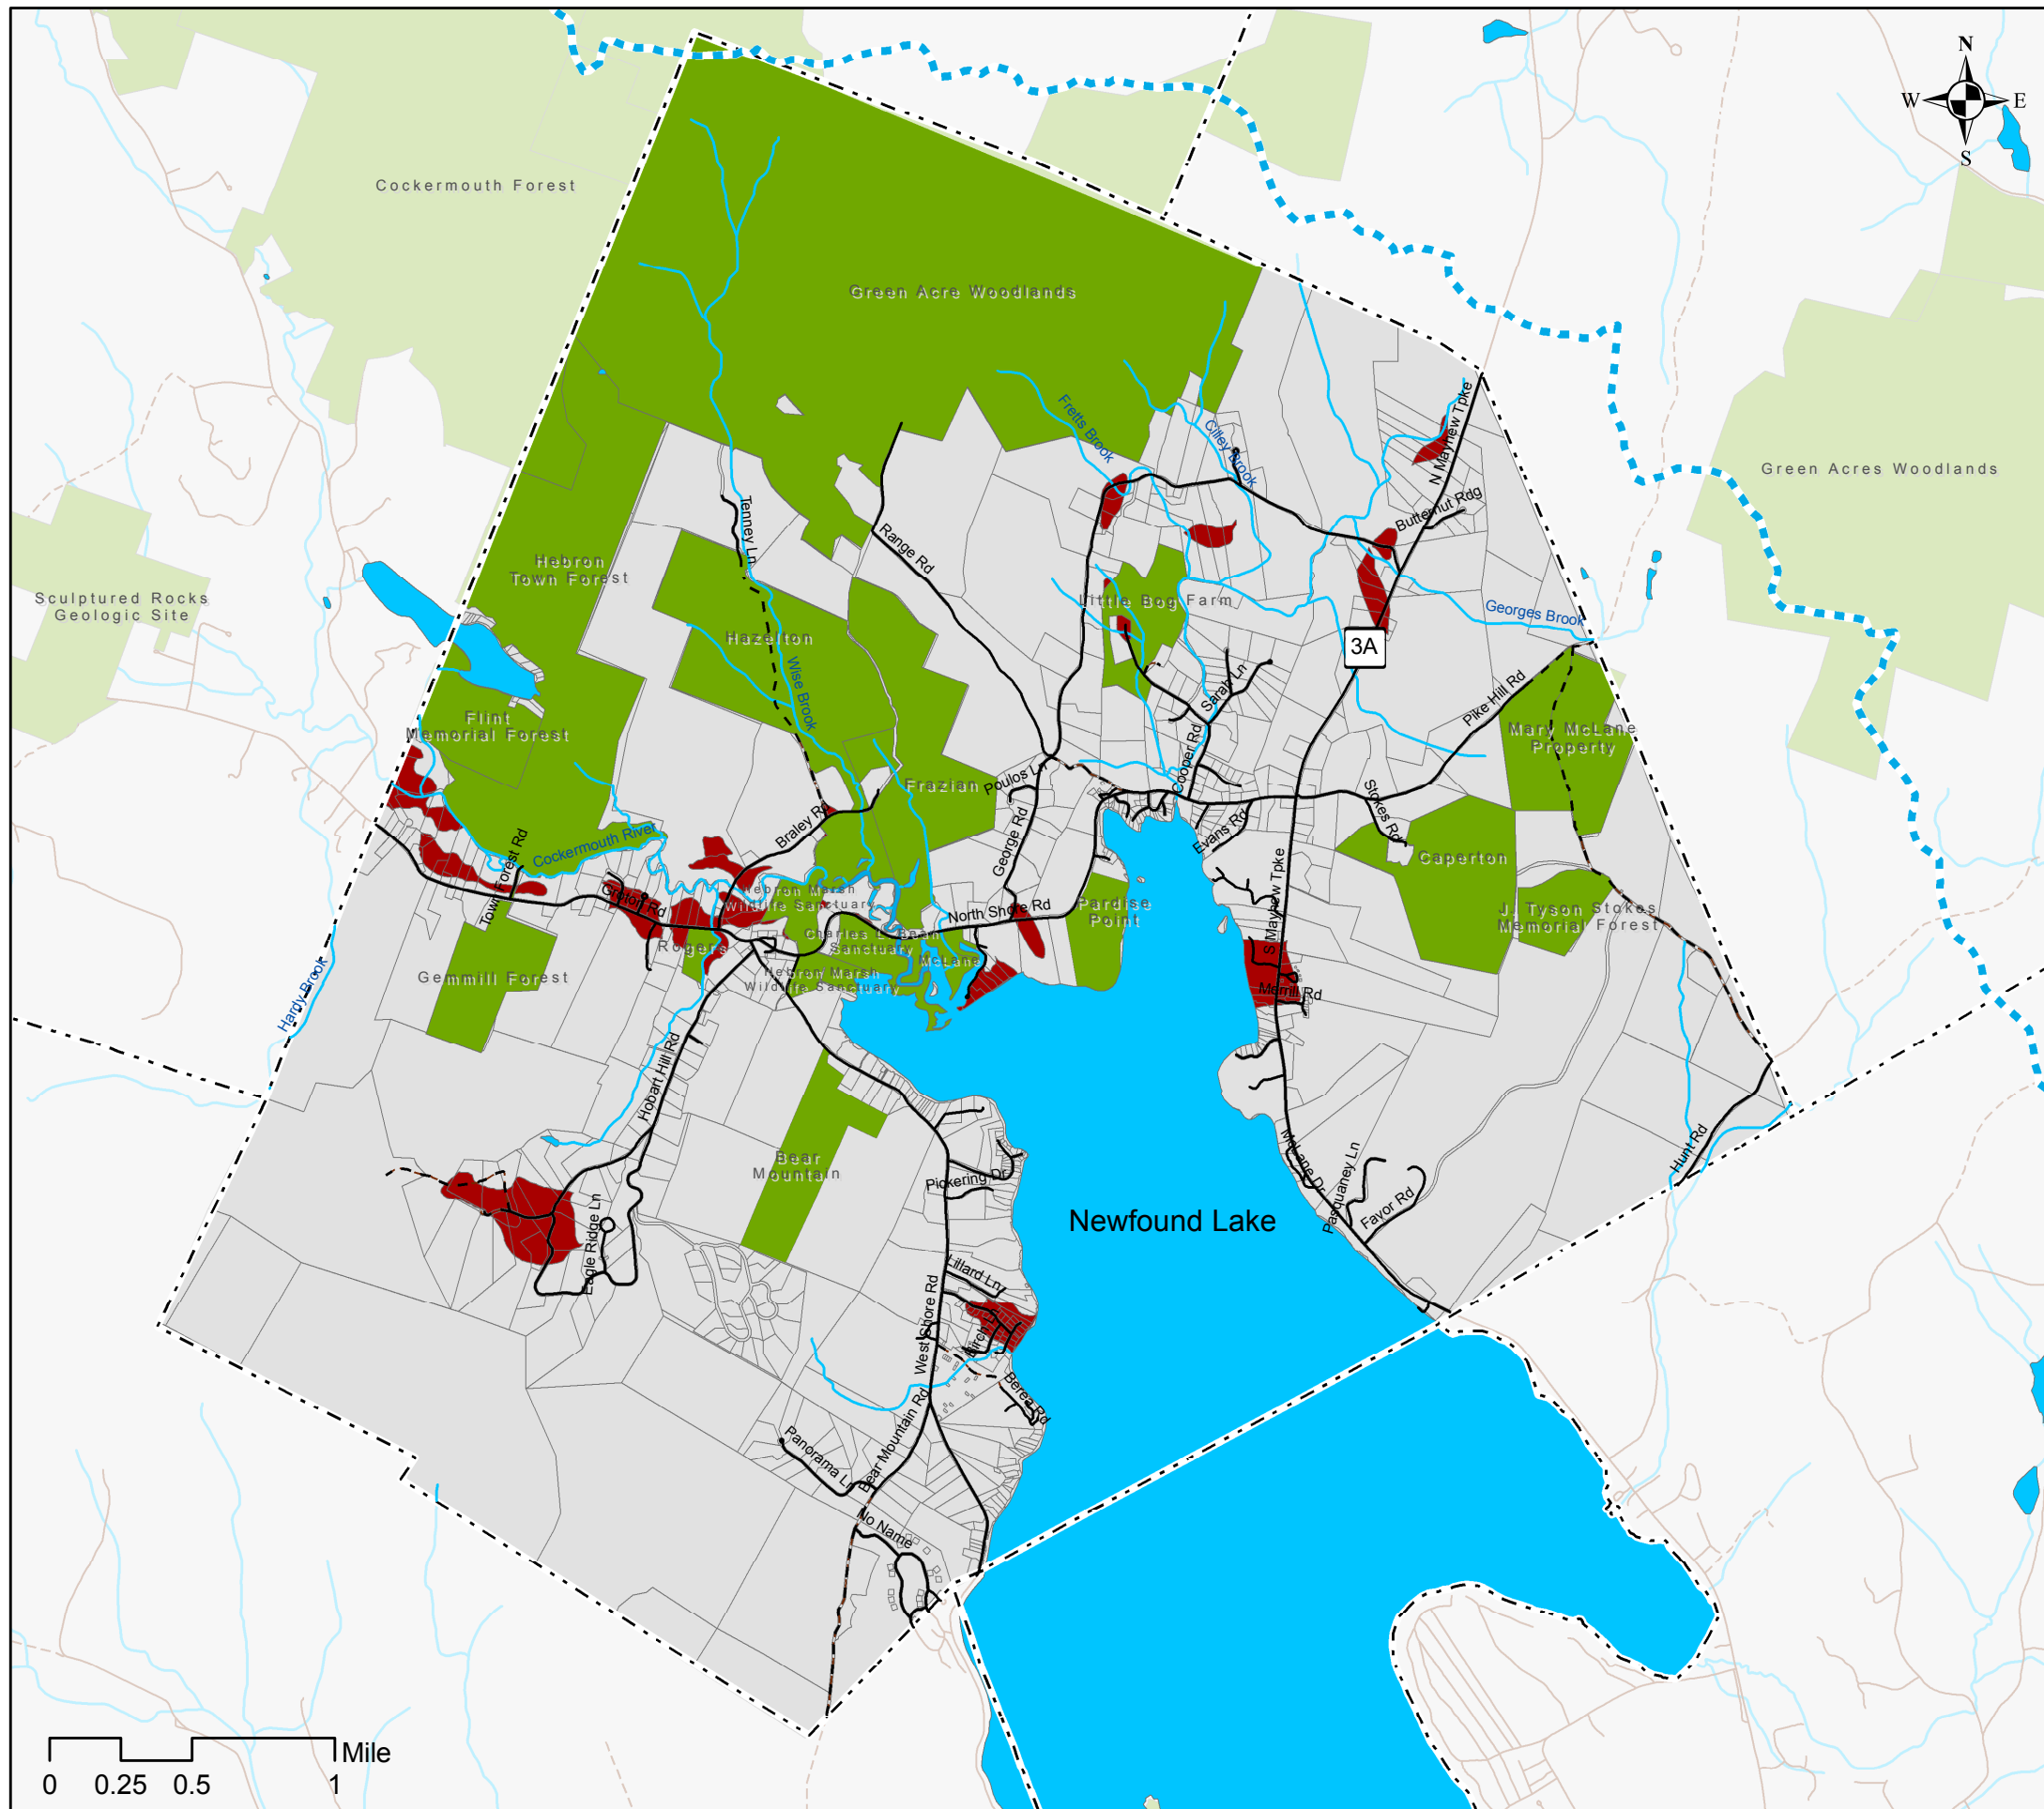 N
W E
S
Cockermouth Forest
Green Acre Woodlands
Fretts Brook
Cilley Brook
N Mayhew Tpke
Butternut Rdg
Green Acres Woodlands
Tenney Ln
Range Rd
Hebron
Town Forest
Sculptured Rocks
Geologic Site
Little Bog Farm
Georges Brook
Hazelton
3A
Wise Brook
Sarah Ln
Pike Hill Rd
Flint
Memorial Forest
Mary McLane
Property
Cooper Rd
Poulos Ln
Frazian
Stokes Rd
Braley Rd
Evans Rd
George Rd
Cockermouth River
Town Forest Rd
Caperton
Hebron Marsh
Wildlife Sanctuary
Groton Rd
Pardise
Point
North Shore Rd
J. Tyson Stokes
Memorial Forest
S Mayhew Tpke
Charles L. Bean
Sanctuary
Rogers
McLane
Gemmill Forest
Hebron Marsh
Wildlife Sanctuary
Hardy Brook
Merrill Rd
Hobart Hill Rd
Bear
Mountain
McLane Dr
Pasquaney Ln
Hunt Rd
Pickering Dr
Favor Rd
Newfound Lake
Eagle Ridge Ln
Lillard Ln
West Shore Rd
Birch Ln
Berea Rd
Bear Mountain Rd
Panorama Ln
No Name
Mile
0 0.25 0.5 1